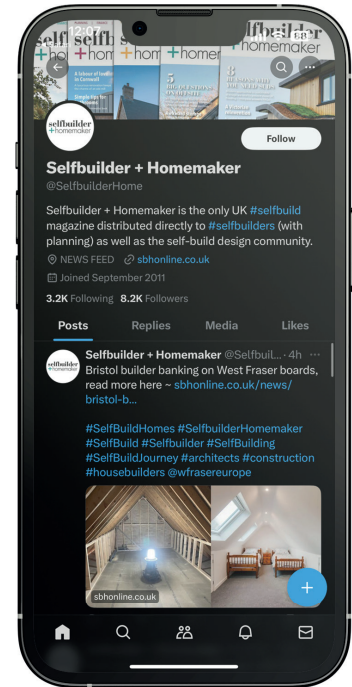 12:07
selfbuilder
+homemaker
Follow
Selfbuilder + Homemaker
@SelfbuilderHome
Selfbuilder + Homemaker is the only UK #selfbuild
magazine distributed directly to #selfbuilders (with
planning) as well as the self-build design community.
NEWS FEED sbhonline.co.uk
Joined September 2011
3.2K Following 8.2K Followers
Posts Replies Media Likes
Selfbuilder + Homemaker @Selfbuil... · 4h ···
Bristol builder banking on West Fraser boards,
read more here ~ sbhonline.co.uk/news/
bristol-b...
#SelfBuildHomes #SelfbuilderHomemaker
#SelfBuild #Selfbuilder #SelfBuilding
#SelfBuildJourney #architects #construction
#housebuilders @wfrasereurope
sbhonline.co.uk